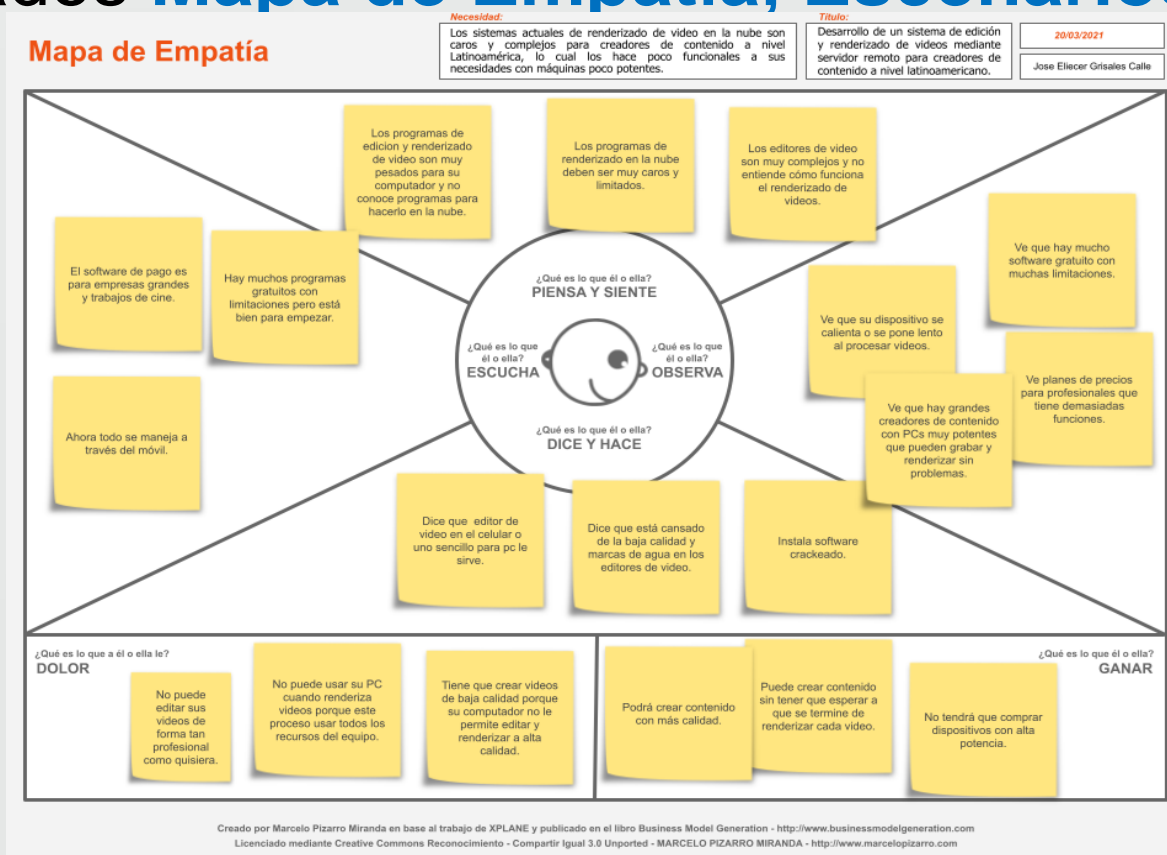 Mapa de Empatía, Escenarios
Mapa de Empatía
Necesidad:
Los sistemas actuales de renderizado de video en la nube son
caros y complejos para creadores de contenido a nivel
Latinoamérica, lo cual los hace poco funcionales a sus
necesidades con máquinas poco potentes.
Título:
Desarrollo de un sistema de edición
y renderizado de videos mediante
servidor remoto para creadores de
contenido a nivel latinoamericano.
20/03/2021
Jose Eliecer Grisales Calle
Los programas de
edicion y renderizado
de video son muy
pesados para su
computador y no
conoce programas para
hacerlo en la nube.
Los programas de
renderizado en la nube
deben ser muy caros y
limitados.
Los editores de video
son muy complejos y no
entiende cómo funciona
el renderizado de
videos.
El software de pago es
para empresas grandes
y trabajos de cine.
Hay muchos programas
gratuitos con
limitaciones pero está
bien para empezar.
Ahora todo se maneja a
través del móvil.
¿Qué es lo que él o ella?
PIENSA Y SIENTE
¿Qué es lo que
él o ella?
ESCUCHA
¿Qué es lo que
él o ella?
OBSERVA
¿Qué es lo que él o ella?
DICE Y HACE
Ve que hay mucho
software gratuito con
muchas limitaciones.
Ve que su dispositivo se
calienta o se pone lento
al procesar videos.
Ve planes de precios
para profesionales que
tiene demasiadas
funciones.
Ve que hay grandes
creadores de contenido
con PCs muy potentes
que pueden grabar y
renderizar sin
problemas.
Dice que editor de
video en el celular o
uno sencillo para pc le
sirve.
Dice que está cansado
de la baja calidad y
marcas de agua en los
editores de video.
Instala software
crackeado.
¿Qué es lo que a él o ella le?
DOLOR
No puede
editar sus
videos de
forma tan
profesional
como quisiera.
No puede usar su PC
cuando renderiza
videos porque este
proceso usar todos los
recursos del equipo.
Tiene que crear videos
de baja calidad porque
su computador no le
permite editar y
renderizar a alta
calidad.
¿Qué es lo que él o ella?
GANAR
Podrá crear contenido
con más calidad.
Puede crear contenido
sin tener que esperar a
que se termine de
renderizar cada video.
No tendrá que comprar
dispositivos con alta
potencia.
Creado por Marcelo Pizarro Miranda en base al trabajo de XPLANE y publicado en el libro Business Model Generation - http://www.businessmodelgeneration.com
Licenciado mediante Creative Commons Reconocimiento - Compartir Igual 3.0 Unported - MARCELO PIZARRO MIRANDA - http://www.marcelopizarro.com